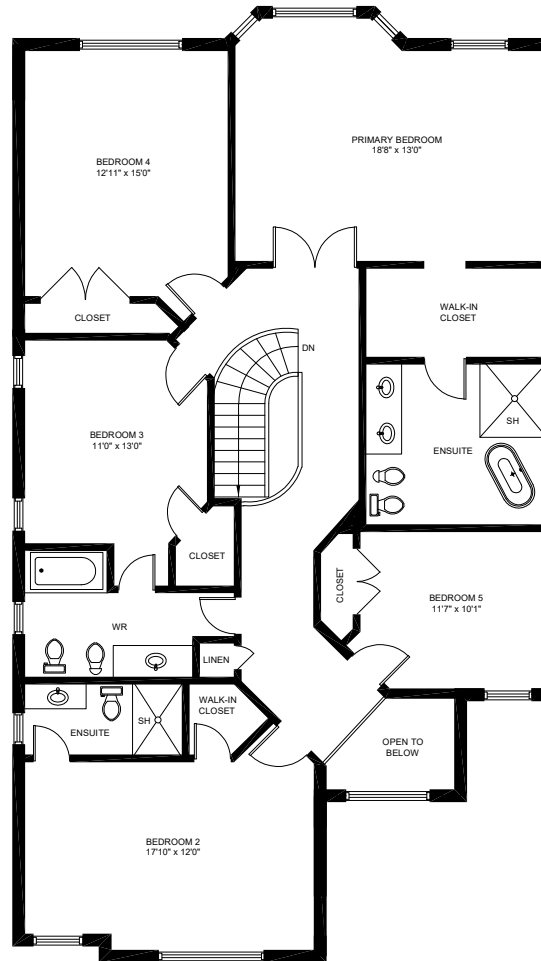 PRIMARY BEDROOM
18'8" x 13'0"
BEDROOM 4
12'11" x 15'0"
CLOSET
WALK-IN
CLOSET
DN
SH
BEDROOM 3
11'0" x 13'0"
ENSUITE
CLOSET
CLOSET
BEDROOM 5
11'7" x 10'1"
WR
LINEN
WALK-IN
CLOSET
ENSUITE
SH
OPEN TO
BELOW
BEDROOM 2
17'10" x 12'0"